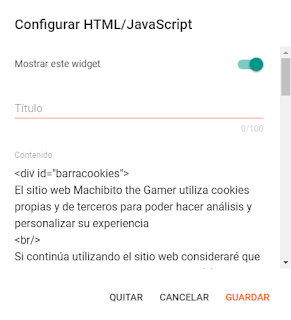 Configurar HTML/JavaScript
Mostrar este widget
Título
0/100
Contenido
<div id="barracookies">
El sitio web Machibito the Gamer utiliza cookies
propias y de terceros para poder hacer análisis y
personalizar su experiencia
<br/>
Si continúa utilizando el sitio web consideraré que
QUITAR CANCELAR GUARDAR